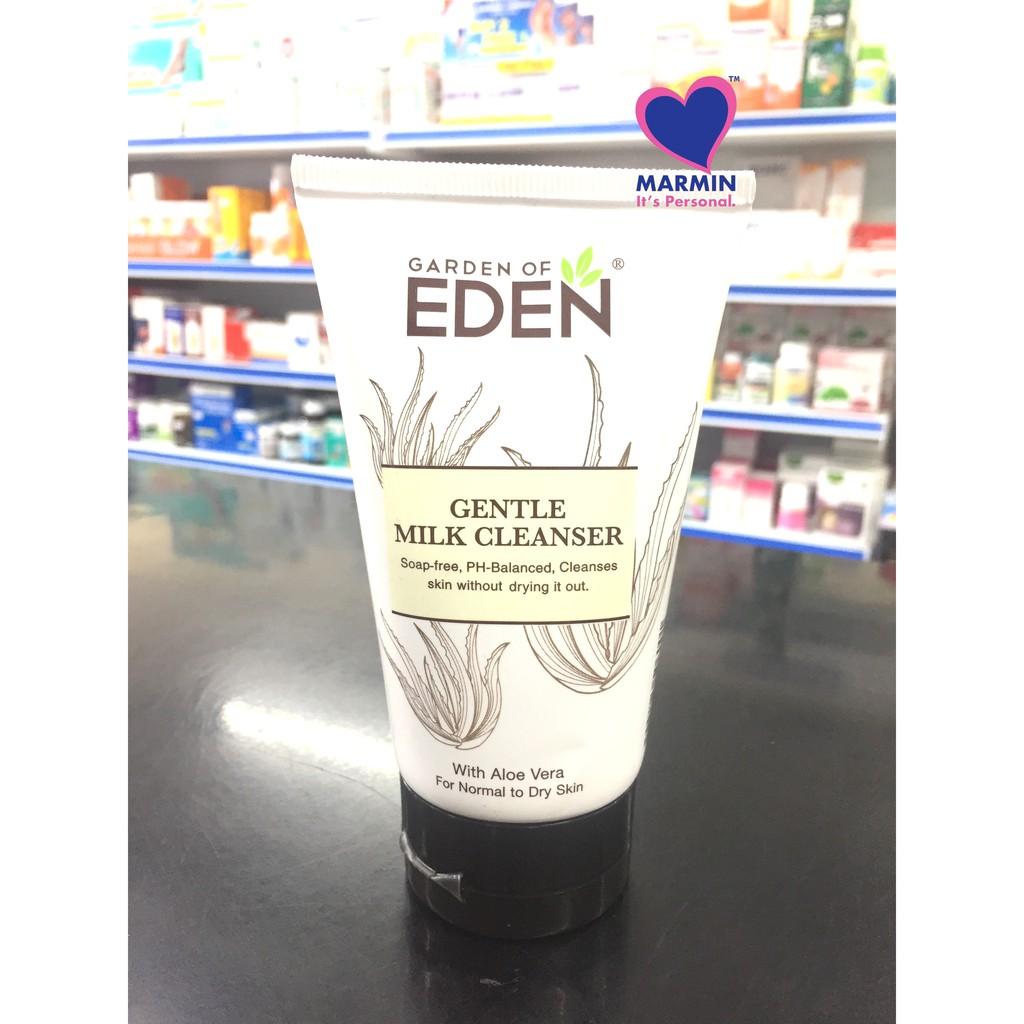 ™
MARMIN
It's Personal.
GARDEN OF
EDEN®
GENTLE
MILK CLEANSER
Soap-free, PH-Balanced, Cleanses
skin without drying it out.
With Aloe Vera
For Normal to Dry Skin